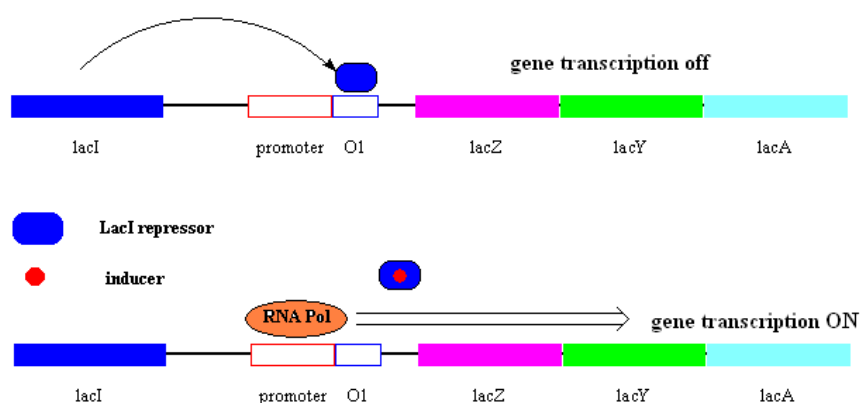 gene transcription off
lacI promoter O1 lacZ lacY lacA
LacI repressor
inducer
RNA Pol
gene transcription ON
lacI promoter O1 lacZ lacY lacA